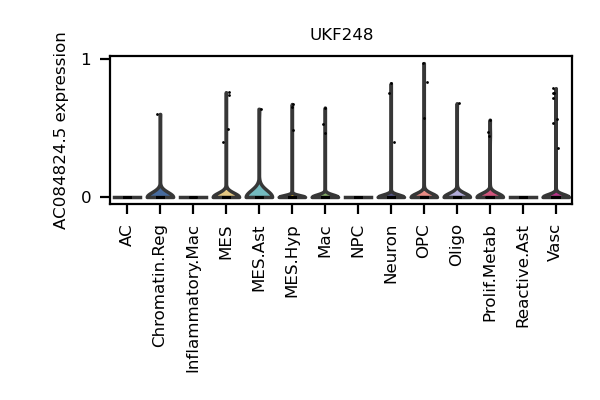 UKF248
AC084824.5 expression
1
0
AC
Chromatin.Reg
Inflammatory.Mac
MES
MES.Ast
MES.Hyp
Mac
NPC
Neuron
OPC
Oligo
Prolif.Metab
Reactive.Ast
Vasc